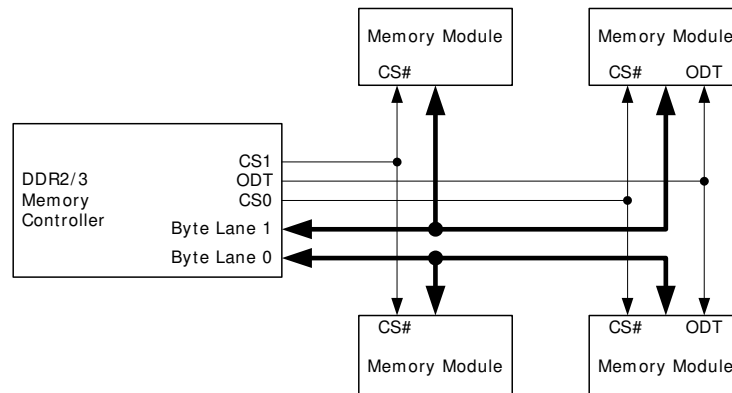 Memory Module
CS#
Memory Module
CS# ODT
DDR2/3
Memory
Controller
CS1
ODT
CS0
Byte Lane 1
Byte Lane 0
CS#
Memory Module
CS# ODT
Memory Module